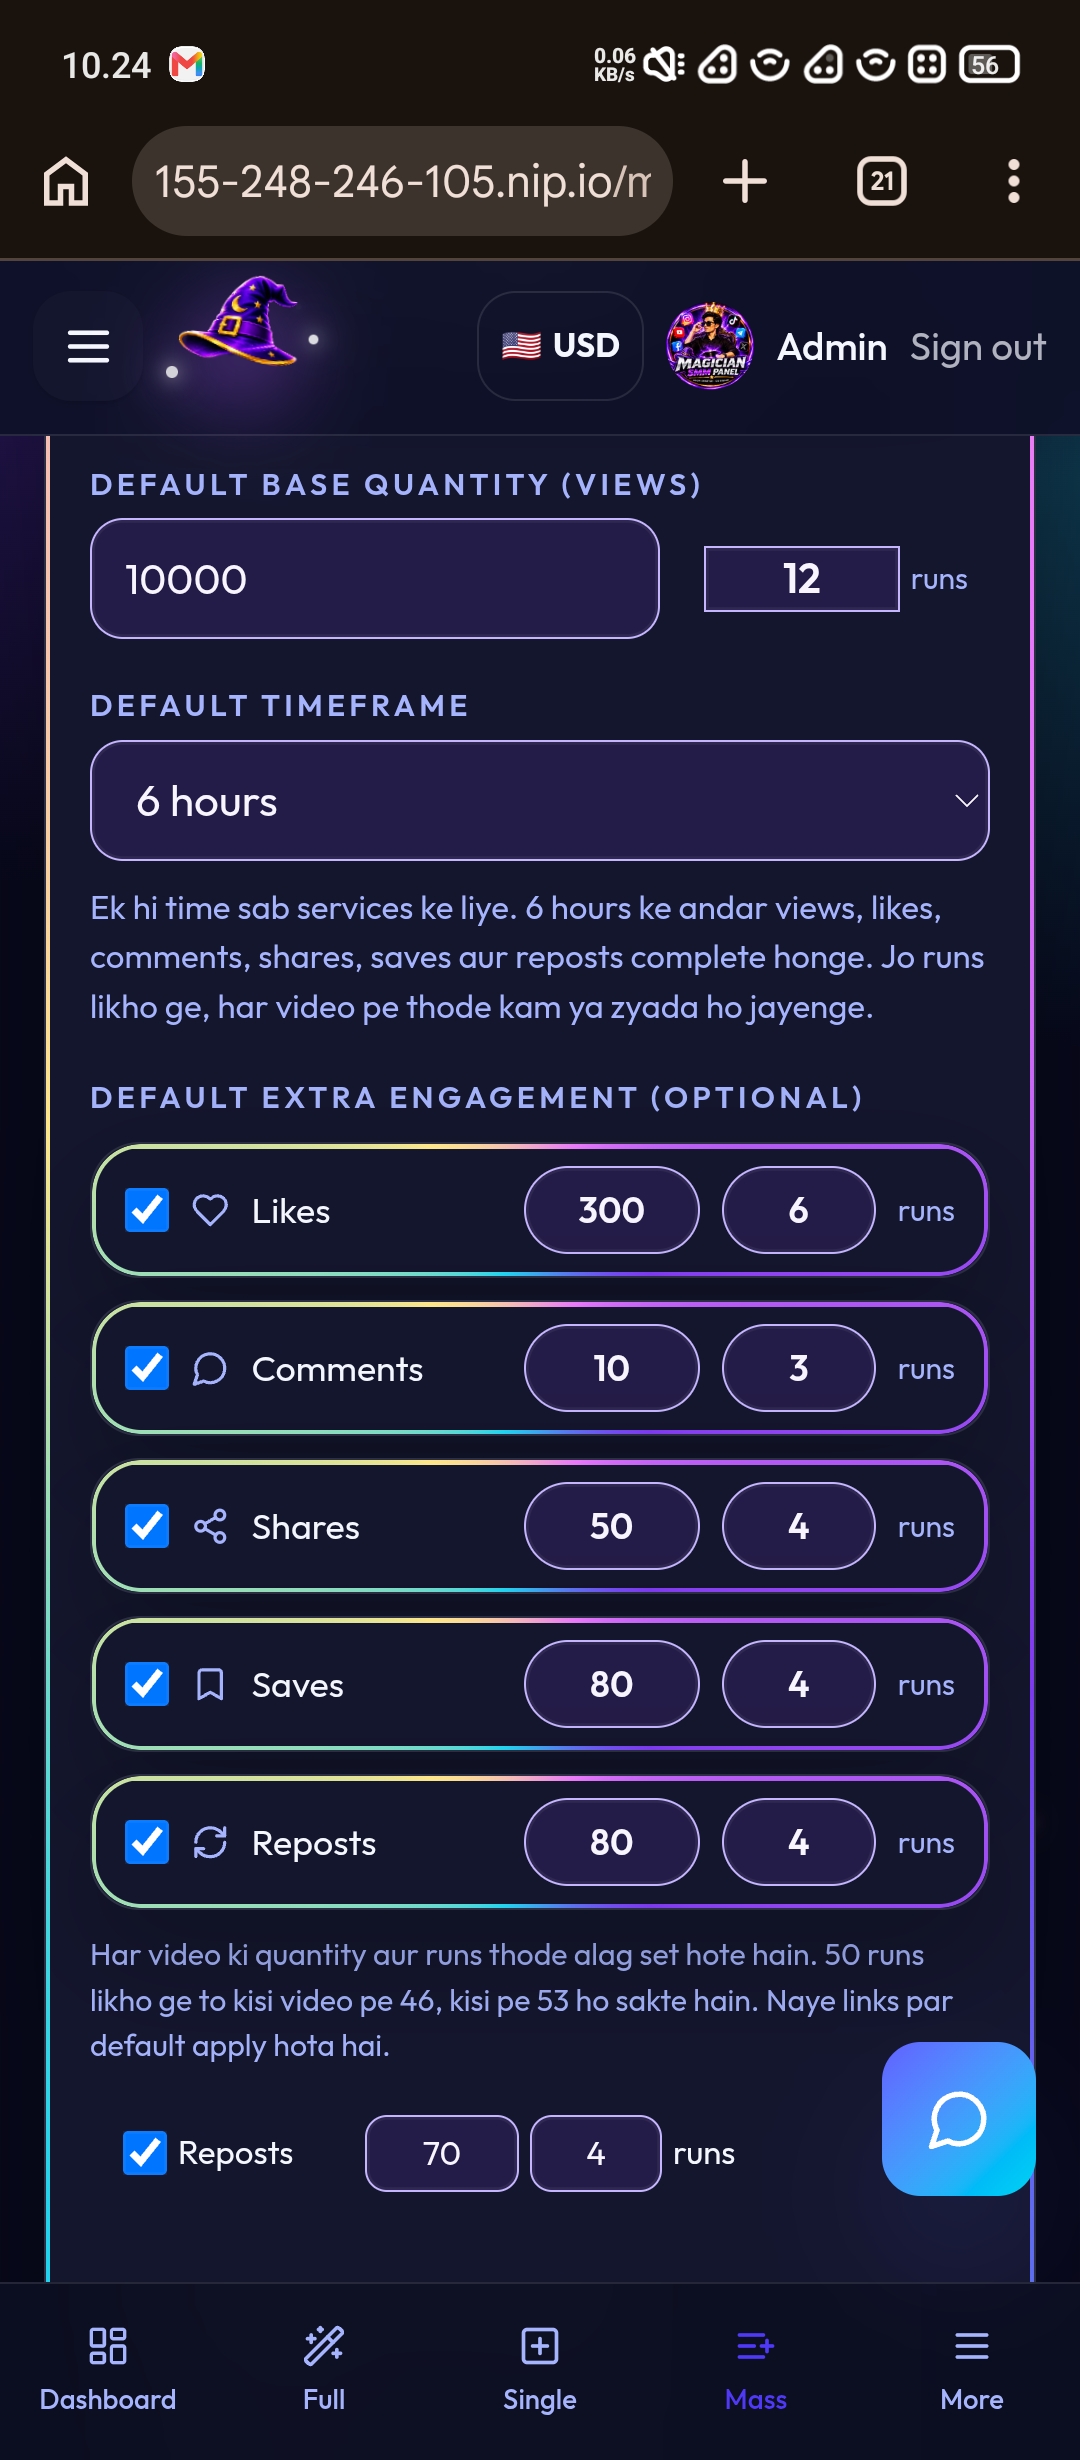 10.24
0.06
KB/s
56
155-248-246-105.nip.io/m
21
🇺🇸 USD
MAGICIAN
SMM PANEL
Admin
Sign out
DEFAULT BASE QUANTITY (VIEWS)
10000
12
runs
DEFAULT TIMEFRAME
6 hours
Ek hi time sab services ke liye. 6 hours ke andar views, likes,
comments, shares, saves aur reposts complete honge. Jo runs
likho ge, har video pe thode kam ya zyada ho jayenge.
DEFAULT EXTRA ENGAGEMENT (OPTIONAL)
Likes 300 6 runs
Comments 10 3 runs
Shares 50 4 runs
Saves 80 4 runs
Reposts 80 4 runs
Har video ki quantity aur runs thode alag set hote hain. 50 runs
likho ge to kisi video pe 46, kisi pe 53 ho sakte hain. Naye links par
default apply hota hai.
Reposts 70 4 runs
Dashboard
Full
Single
Mass
More